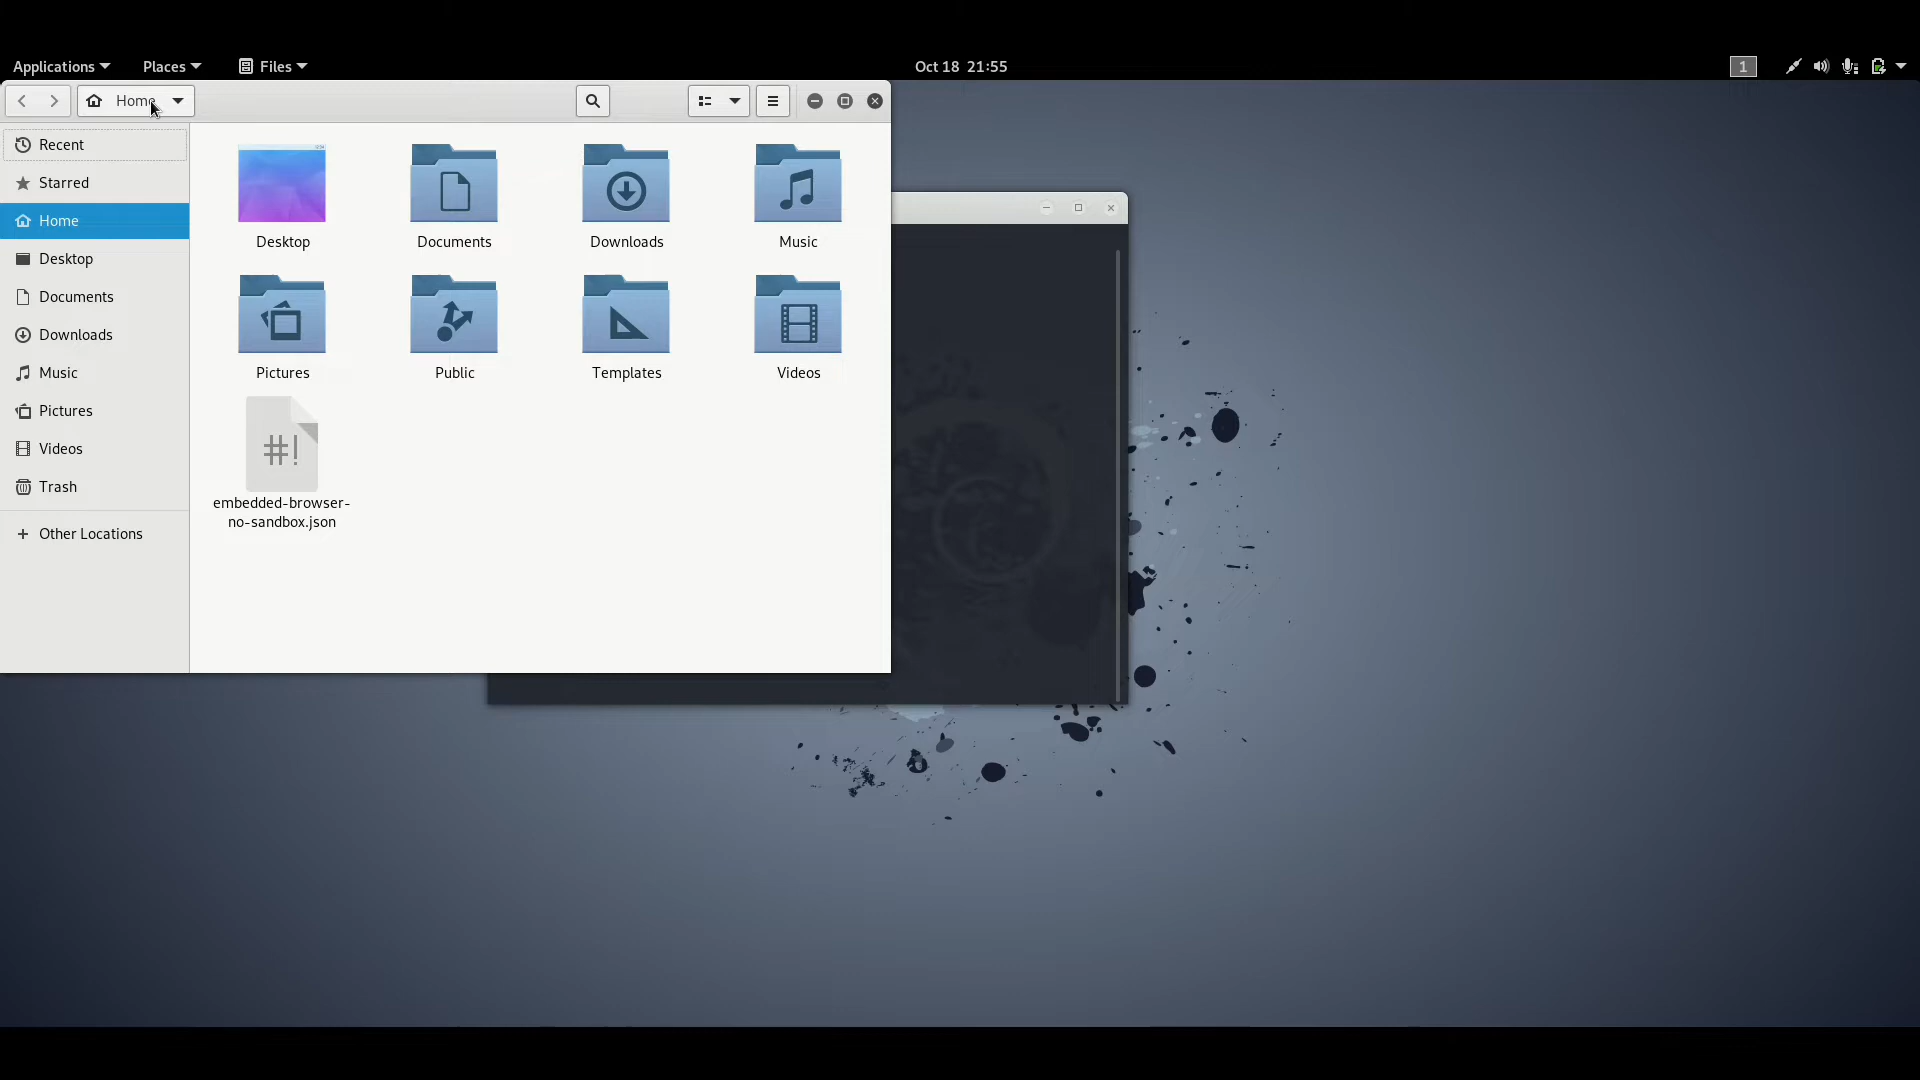 Applications
Places
Files
Oct 18 21:55
1
Home
Recent
Starred
Home
Desktop
Documents
Downloads
Music
Pictures
Videos
Trash
Other Locations
Desktop
Documents
Downloads
Music
Pictures
Public
Templates
Videos
#!
embedded-browser-
no-sandbox.json